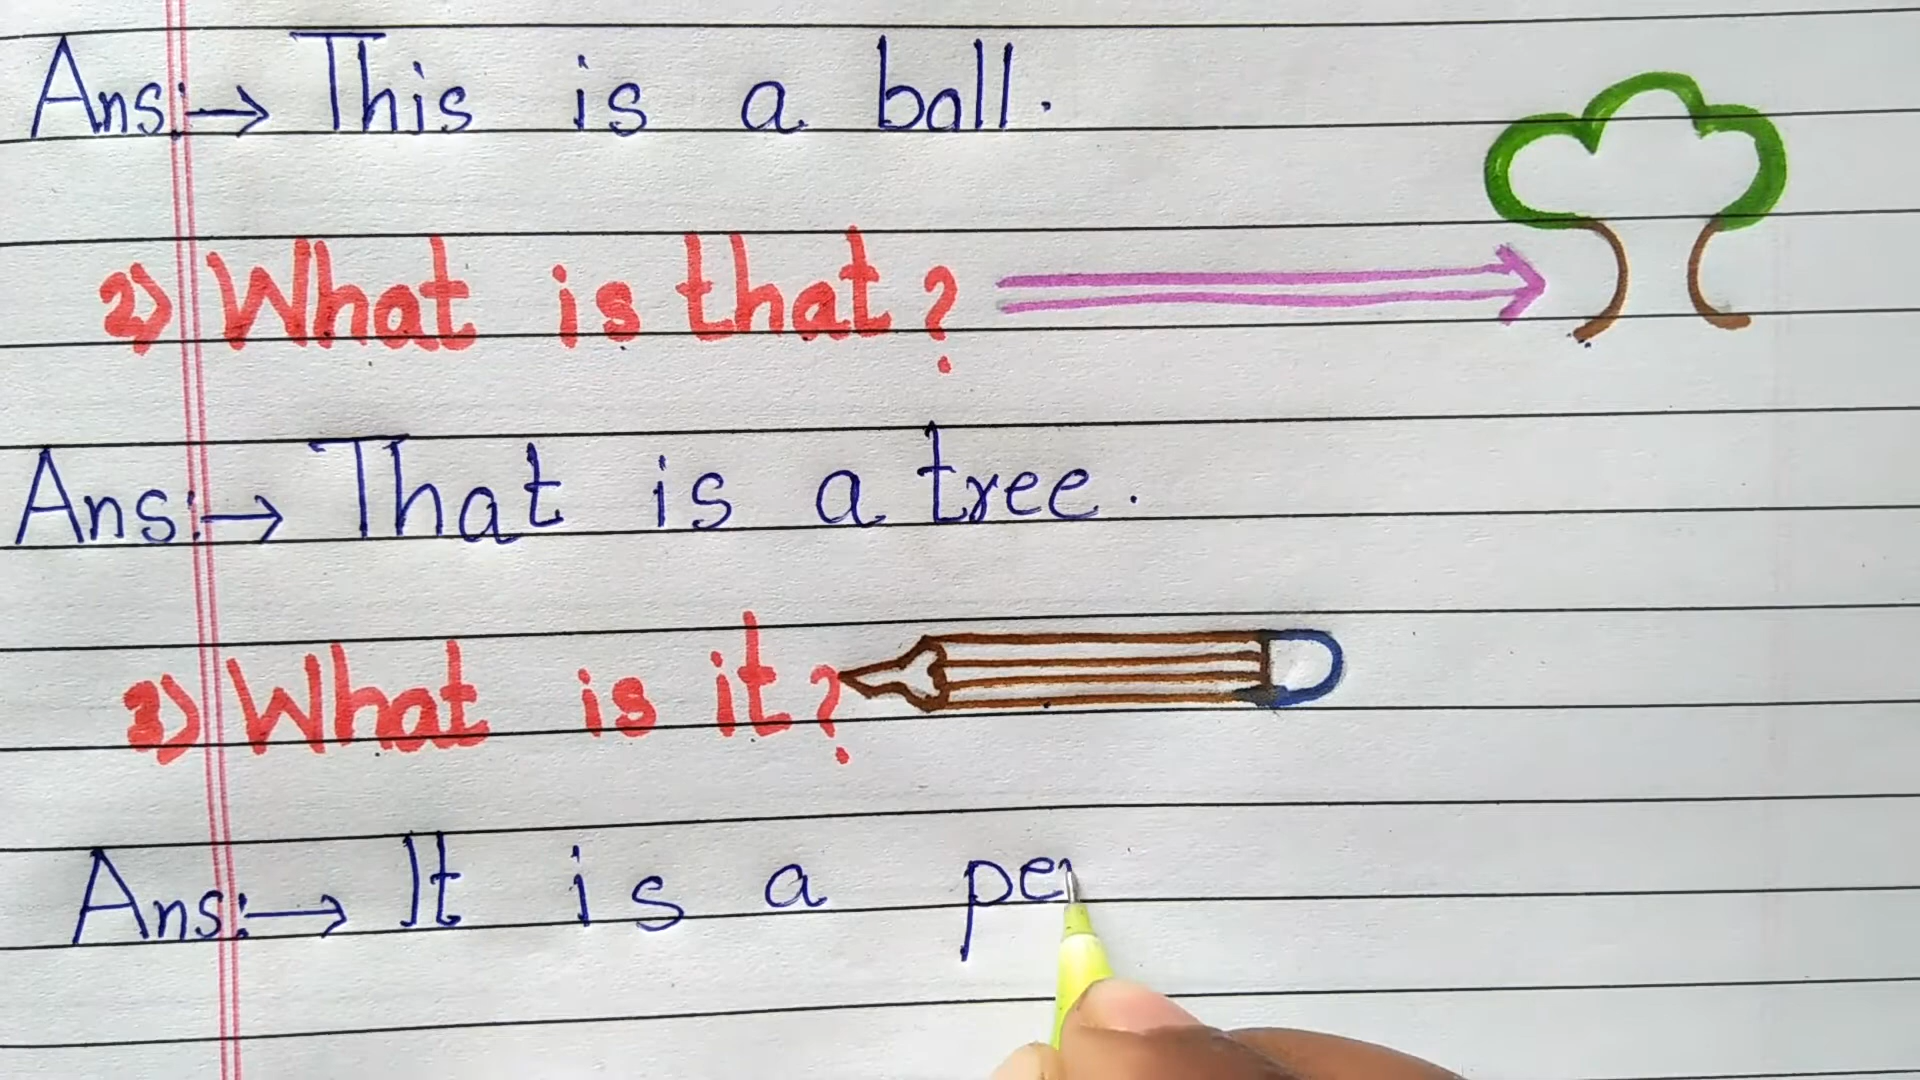 Ans:→ This is a ball.
2) What is that?
Ans:→ That is a tree.
3) What is it?
Ans:→ It is a pen